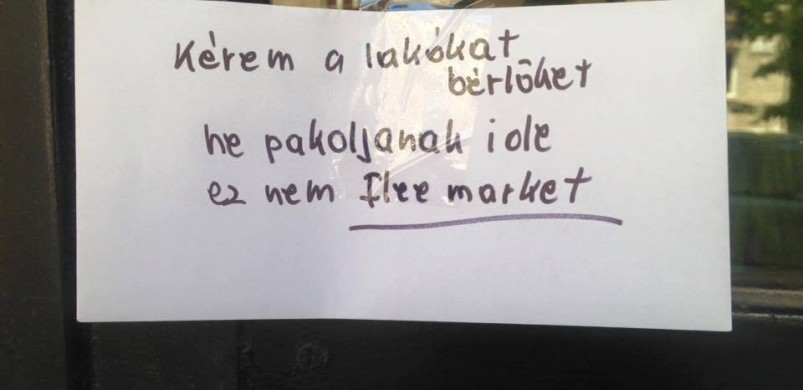 Kérem a lakókat
bérlőket
ne pakoljanak ide
ez nem flee market